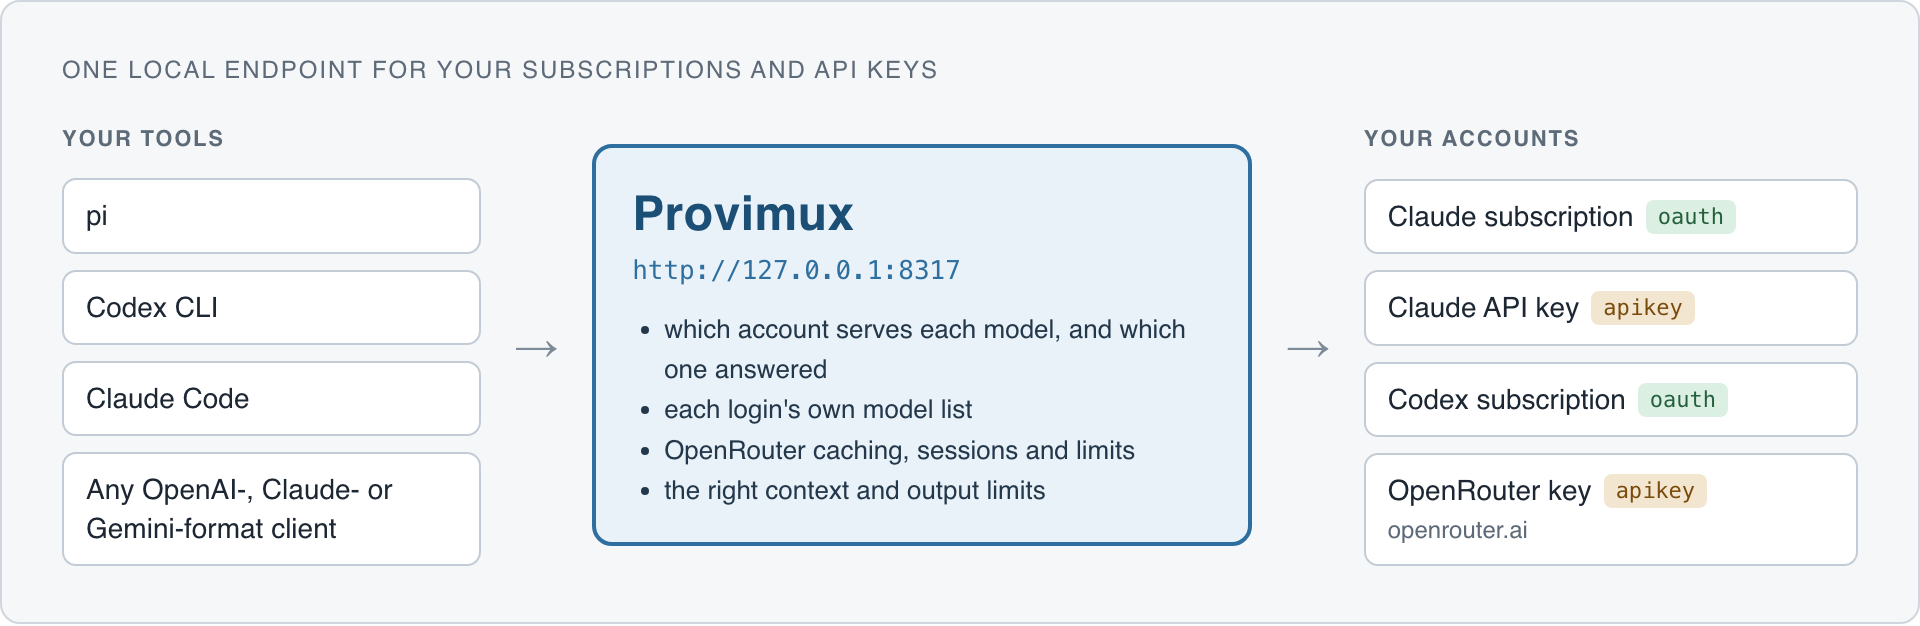 ONE LOCAL ENDPOINT FOR YOUR SUBSCRIPTIONS AND API KEYS
YOUR TOOLS
pi
Codex CLI
Claude Code
Any OpenAI-, Claude- or
Gemini-format client
→
Provimux
http://127.0.0.1:8317
• which account serves each model, and which
one answered
• each login's own model list
• OpenRouter caching, sessions and limits
• the right context and output limits
→
YOUR ACCOUNTS
Claude subscription oauth
Claude API key apikey
Codex subscription oauth
OpenRouter key apikey
openrouter.ai